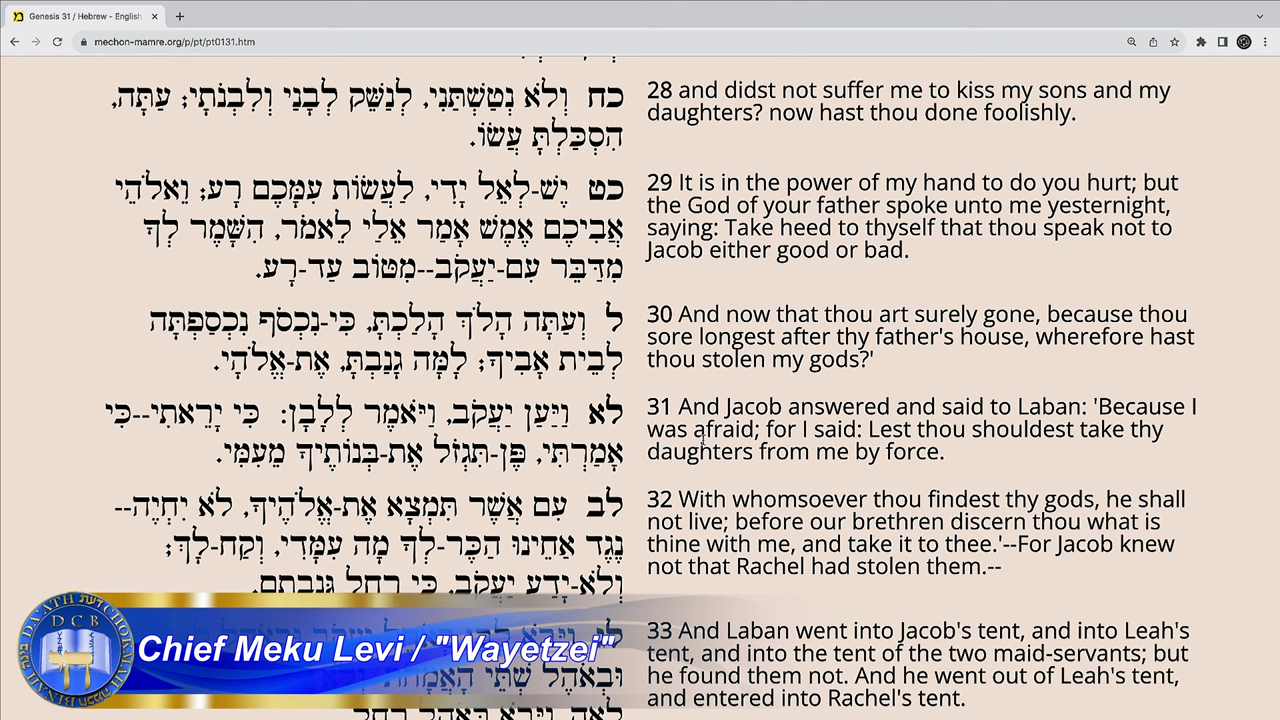 Genesis 31 / Hebrew - English
mechon-mamre.org/p/pt/pt0131.htm
כח וְלֹא נְטַשְׁתַּנִי, לְנַשֵּׁק לְבָנַי וְלִבְנֹתָי; עַתָּה,
הִסְכַּלְתָּ עֲשׂוֹ.
28 and didst not suffer me to kiss my sons and my
daughters? now hast thou done foolishly.
כט יֶשׁ-לְאֵל יָדִי, לַעֲשׂוֹת עִמָּכֶם רָע; וֵאלֹהֵי
אֲבִיכֶם אֶמֶשׁ אָמַר אֵלַי לֵאמֹר, הִשָּׁמֶר לְךָ
מִדַּבֵּר עִם-יַעֲקֹב--מִטּוֹב עַד-רָע.
29 It is in the power of my hand to do you hurt; but
the God of your father spoke unto me yesternight,
saying: Take heed to thyself that thou speak not to
Jacob either good or bad.
ל וְעַתָּה הָלֹךְ הָלַכְתָּ, כִּי-נִכְסֹף נִכְסַפְתָּה
לְבֵית אָבִיךָ; לָמָּה גָנַבְתָּ, אֶת-אֱלֹהָי.
30 And now that thou art surely gone, because thou
sore longest after thy father's house, wherefore hast
thou stolen my gods?'
לא וַיַּעַן יַעֲקֹב, וַיֹּאמֶר לְלָבָן: כִּי יָרֵאתִי--כִּי
אָמַרְתִּי, פֶּן-תִּגְזֹל אֶת-בְּנוֹתֶיךָ מֵעִמִּי.
31 And Jacob answered and said to Laban: 'Because I
was afraid; for I said: Lest thou shouldest take thy
daughters from me by force.
לב עִם אֲשֶׁר תִּמְצָא אֶת-אֱלֹהֶיךָ, לֹא יִחְיֶה--
נֶגֶד אַחֵינוּ הַכֶּר-לְךָ מָה עִמָּדִי, וְקַח-לָךְ;
וְלֹא-יָדַע יַעֲקֹב, כִּי רָחֵל גְּנָבָתַם.
32 With whomsoever thou findest thy gods, he shall
not live; before our brethren discern thou what is
thine with me, and take it to thee.'--For Jacob knew
not that Rachel had stolen them.--
33 And Laban went into Jacob's tent, and into Leah's
tent, and into the tent of the two maid-servants; but
he found them not. And he went out of Leah's tent,
and entered into Rachel's tent.
DCB
Chief Meku Levi / "Wayetzei"